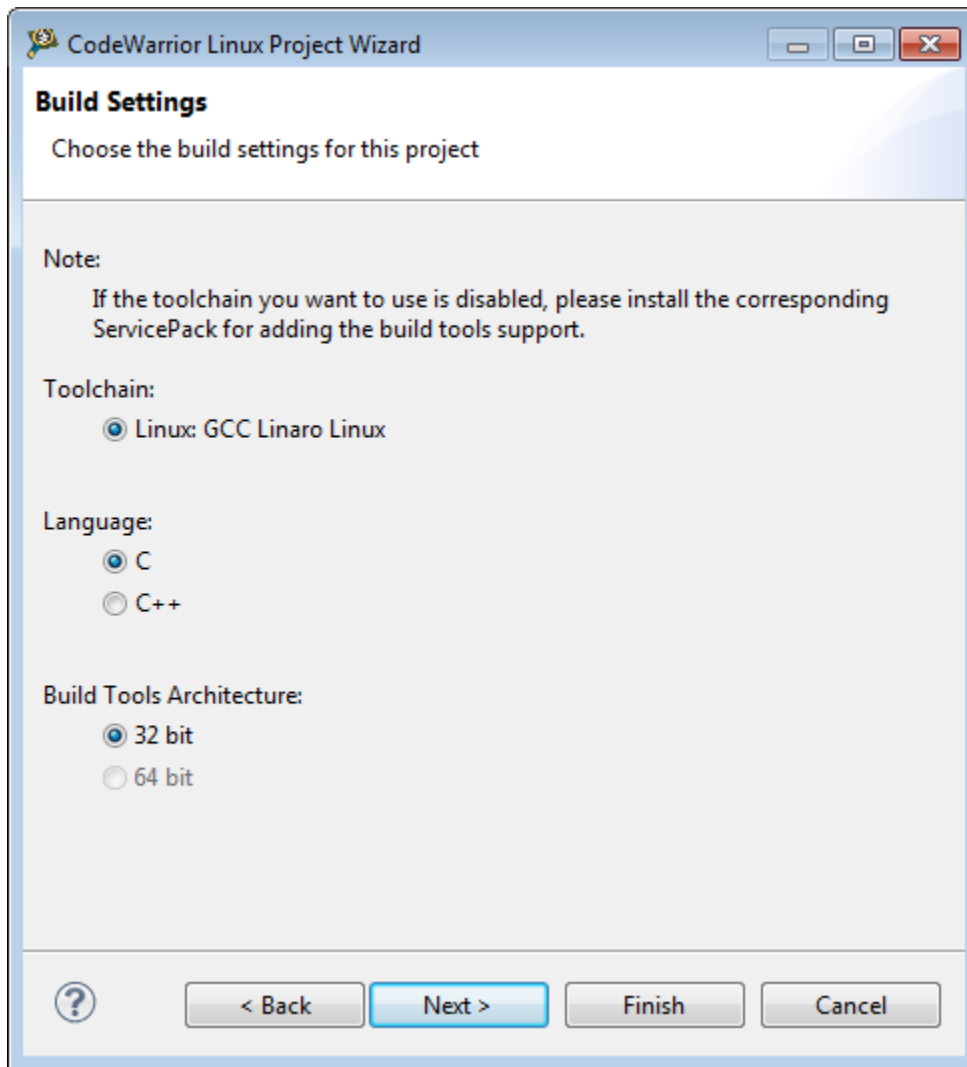 CodeWarrior Linux Project Wizard
Build Settings
Choose the build settings for this project
Note:
If the toolchain you want to use is disabled, please install the corresponding
ServicePack for adding the build tools support.
Toolchain:
Linux: GCC Linaro Linux
Language:
C
C++
Build Tools Architecture:
32 bit
64 bit
? < Back Next > Finish Cancel